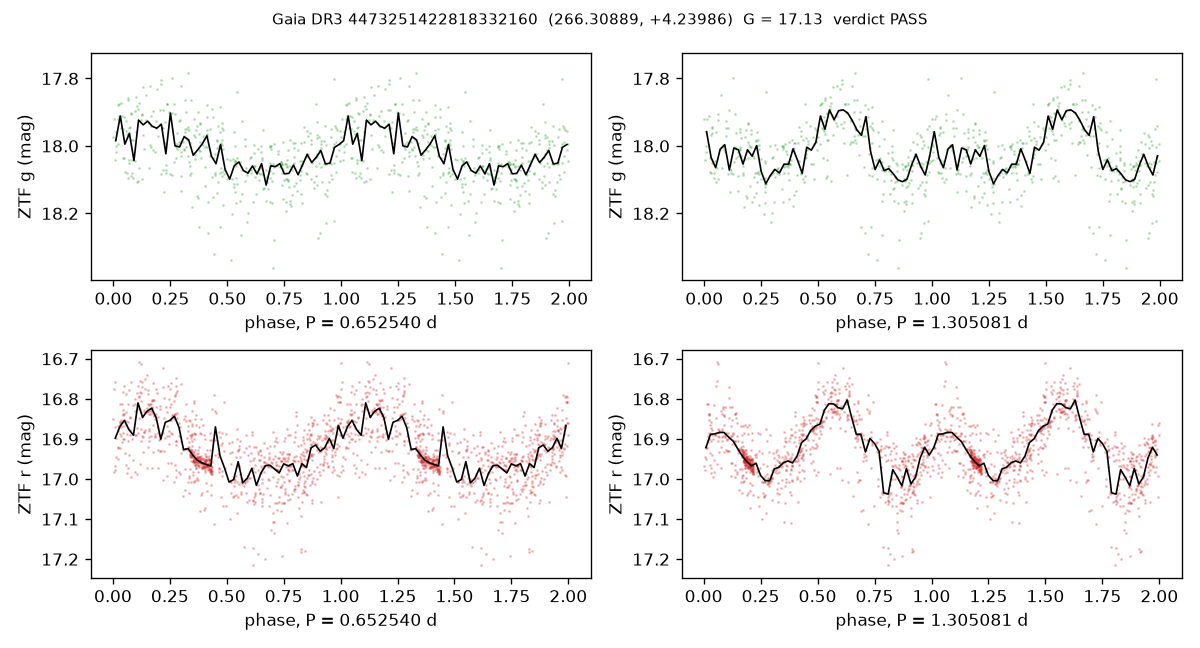 Gaia DR3 4473251422818332160 (266.30889, +4.23986) G = 17.13 verdict PASS
ZTF g (mag)
17.8
18.0
18.2
0.00 0.25 0.50 0.75 1.00 1.25 1.50 1.75 2.00
phase, P = 0.652540 d
ZTF g (mag)
17.8
18.0
18.2
0.00 0.25 0.50 0.75 1.00 1.25 1.50 1.75 2.00
phase, P = 1.305081 d
ZTF r (mag)
16.7
16.8
16.9
17.0
17.1
17.2
0.00 0.25 0.50 0.75 1.00 1.25 1.50 1.75 2.00
phase, P = 0.652540 d
ZTF r (mag)
16.7
16.8
16.9
17.0
17.1
17.2
0.00 0.25 0.50 0.75 1.00 1.25 1.50 1.75 2.00
phase, P = 1.305081 d